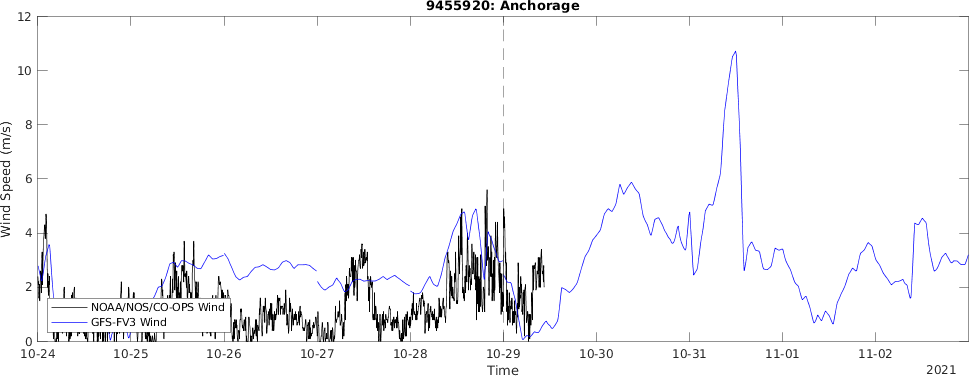 9455920: Anchorage
12
10
8
6
4
2
0
Wind Speed (m/s)
NOAA/NOS/CO-OPS Wind
GFS-FV3 Wind
10-24 10-25 10-26 10-27 10-28 10-29 10-30 10-31 11-01 11-02
Time
2021